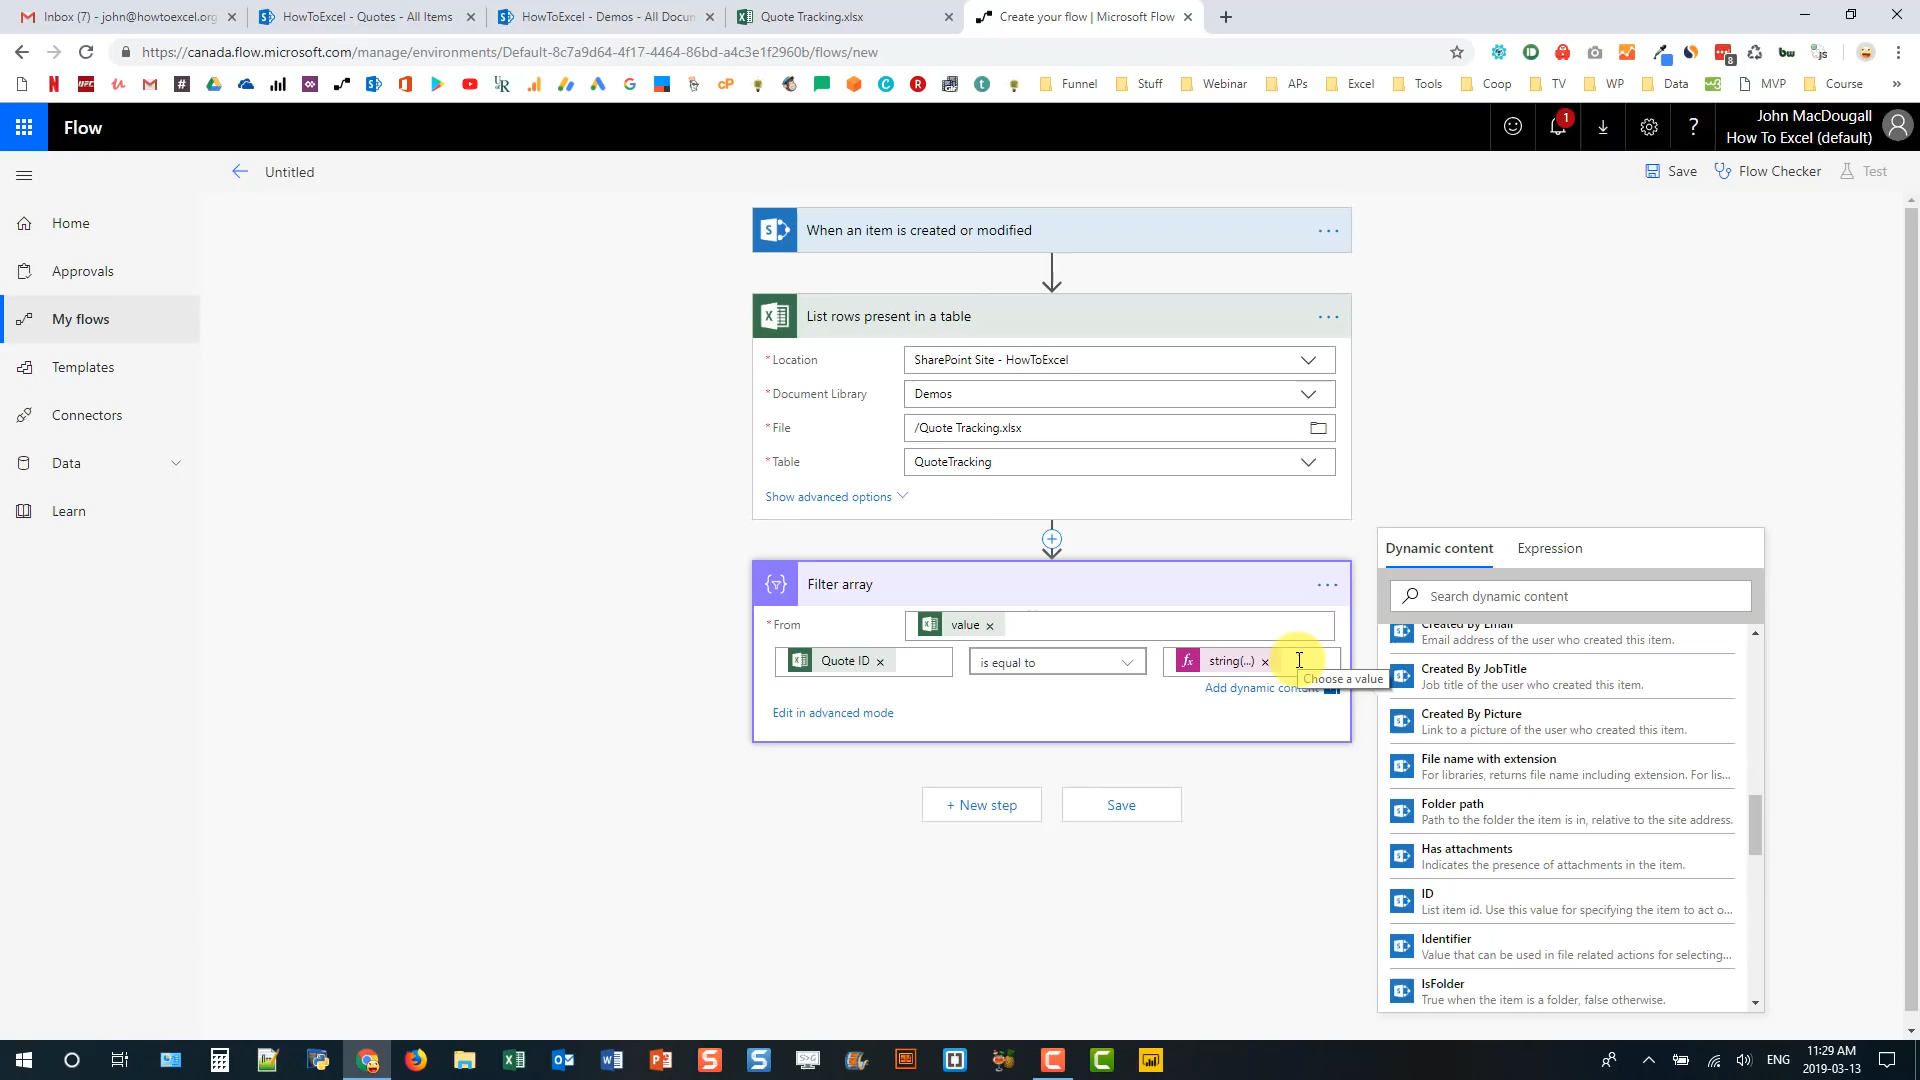 Inbox (7) - john@howtoexcel.org
HowToExcel - Quotes - All Items
HowToExcel - Demos - All Docun
Quote Tracking.xlsx
Create your flow | Microsoft Flow
https://canada.flow.microsoft.com/manage/environments/Default-8c7a9d64-4f17-4464-86bd-a4c3e1f2960b/flows/new
Funnel
Stuff
Webinar
APs
Excel
Tools
Coop
TV
WP
Data
MVP
Course
Flow
1
?
John MacDougall
How To Excel (default)
Untitled
Save
Flow Checker
Test
Home
Approvals
My flows
Templates
Connectors
Data
Learn
When an item is created or modified
List rows present in a table
* Location
SharePoint Site - HowToExcel
* Document Library
Demos
* File
/Quote Tracking.xlsx
* Table
QuoteTracking
Show advanced options
Filter array
* From
value
Quote ID
is equal to
fx string(...)
Choose a value
Add dynamic content
Edit in advanced mode
+ New step
Save
Dynamic content
Expression
Search dynamic content
Created By Email
Email address of the user who created this item.
Created By JobTitle
Job title of the user who created this item.
Created By Picture
Link to a picture of the user who created this item.
File name with extension
For libraries, returns file name including extension. For lis...
Folder path
Path to the folder the item is in, relative to the site address.
Has attachments
Indicates the presence of attachments in the item.
ID
List item id. Use this value for specifying the item to act o...
Identifier
Value that can be used in file related actions for selecting...
IsFolder
True when the item is a folder, false otherwise.
ENG
11:29 AM
2019-03-13